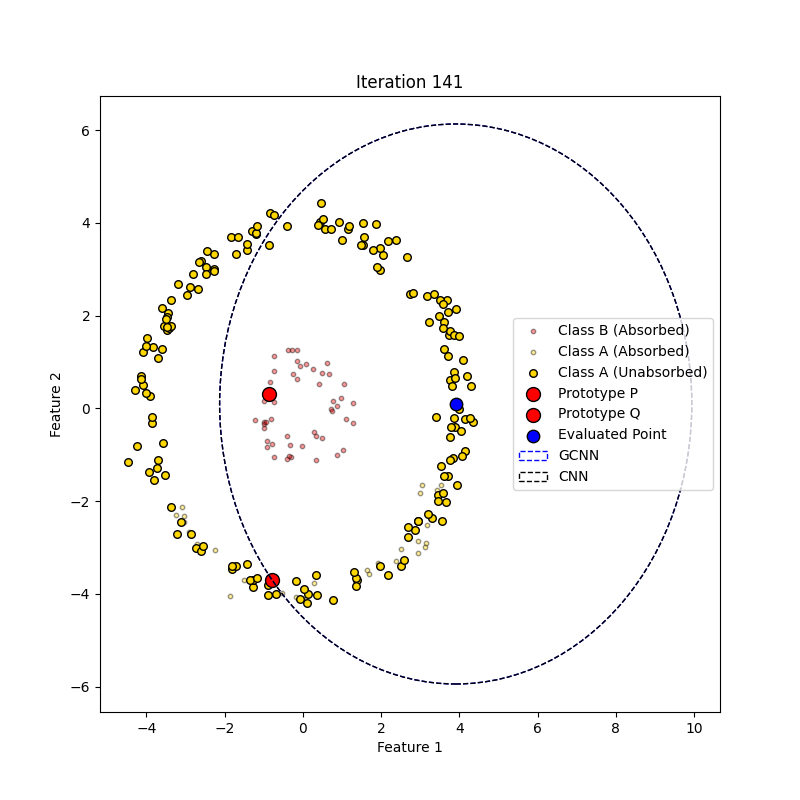 Iteration 141
6
4
2
0
−2
−4
−6
Feature 2
Class B (Absorbed)
Class A (Absorbed)
Class A (Unabsorbed)
Prototype P
Prototype Q
Evaluated Point
GCNN
CNN
−4 −2 0 2 4 6 8 10
Feature 1